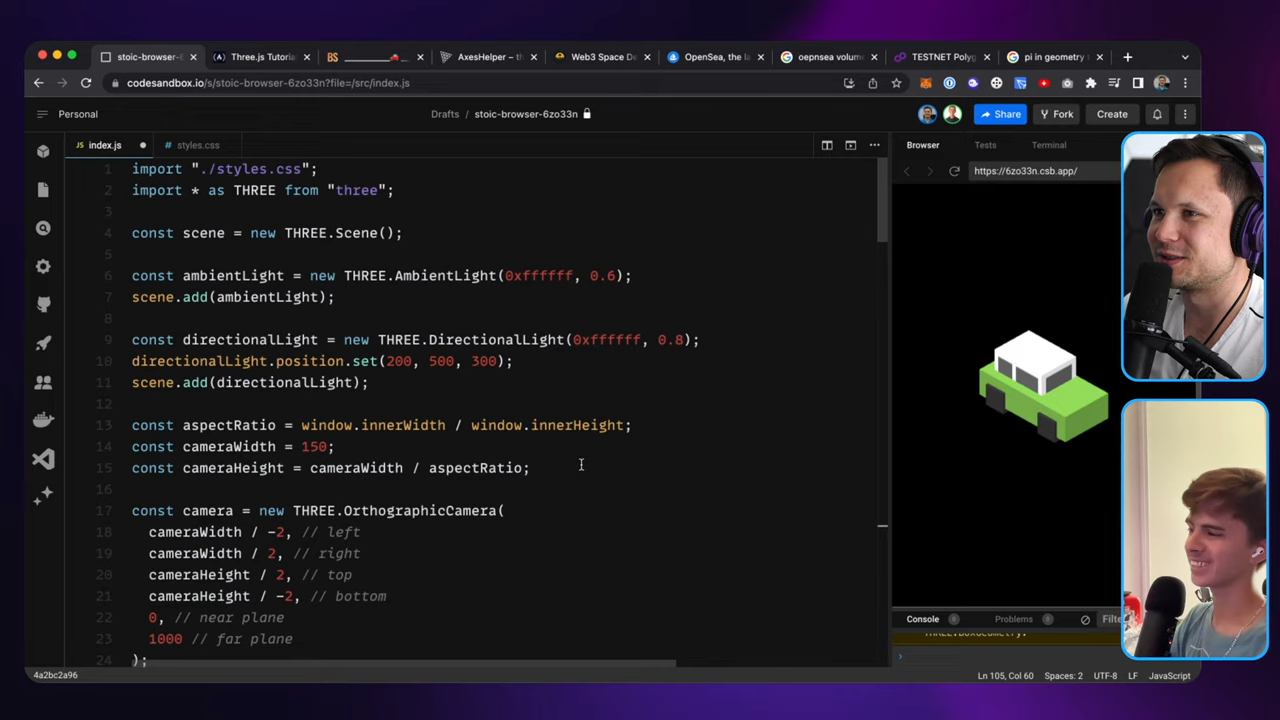 stoic-browser-6
Three.js Tutoria
BS
AxesHelper – th
Web3 Space De
OpenSea, the la
oepnsea volum
TESTNET Polyg
pi in geometry
codesandbox.io/s/stoic-browser-6zo33n?file=/src/index.js
Personal
Drafts / stoic-browser-6zo33n
Share
Fork
Create
JS index.js
# styles.css
Browser
Tests
Terminal
https://6zo33n.csb.app/
1 import "./styles.css";
2 import * as THREE from "three";
3
4 const scene = new THREE.Scene();
5
6 const ambientLight = new THREE.AmbientLight(0xffffff, 0.6);
7 scene.add(ambientLight);
8
9 const directionalLight = new THREE.DirectionalLight(0xffffff, 0.8);
10 directionalLight.position.set(200, 500, 300);
11 scene.add(directionalLight);
12
13 const aspectRatio = window.innerWidth / window.innerHeight;
14 const cameraWidth = 150;
15 const cameraHeight = cameraWidth / aspectRatio;
16
17 const camera = new THREE.OrthographicCamera(
18 cameraWidth / -2, // left
19 cameraWidth / 2, // right
20 cameraHeight / 2, // top
21 cameraHeight / -2, // bottom
22 0, // near plane
23 1000 // far plane
24 );
Console
Problems
Filte
THREE.BoxGeometry.
4a2bc2a96
Ln 105, Col 60
Spaces: 2
UTF-8
LF
JavaScript